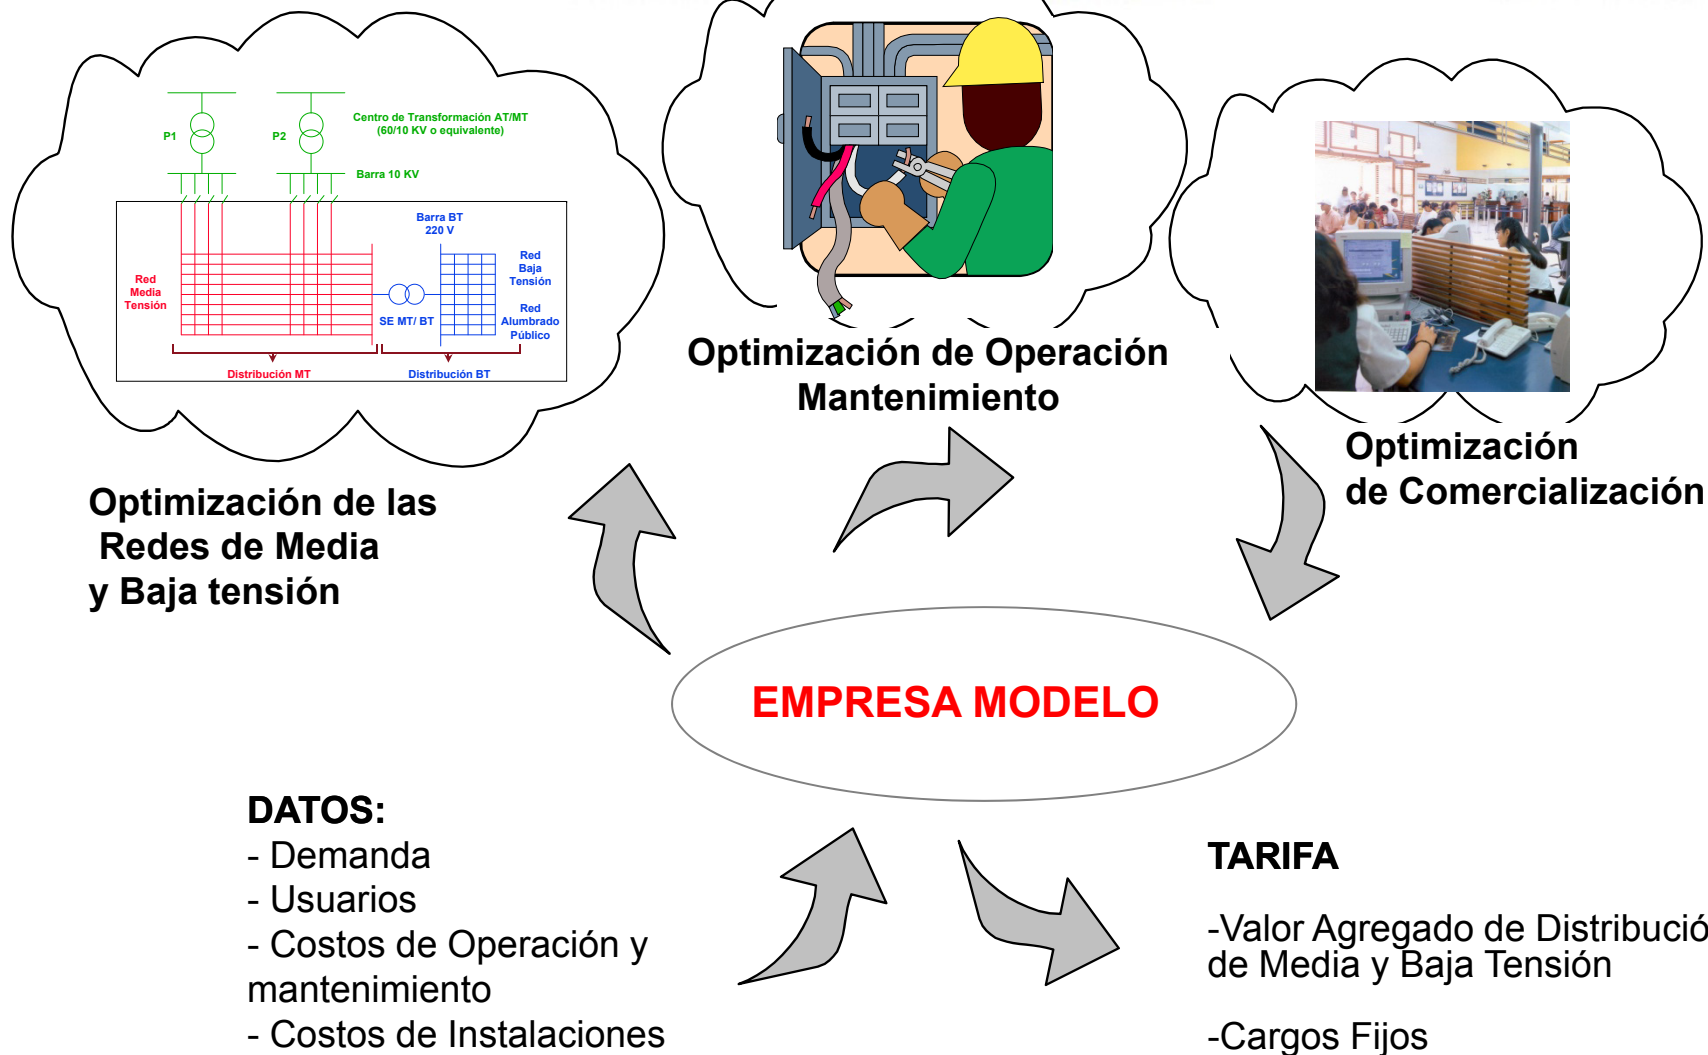 Centro de Transformación AT/MT
(60/10 KV o equivalente)
P1
P2
Barra 10 KV
Barra BT
220 V
Red
Media
Tensión
Red
Baja
Tensión
SE MT/ BT
Red
Alumbrado
Público
Distribución MT
Distribución BT
Optimización de las
Redes de Media
y Baja tensión
Optimización de Operación
Mantenimiento
Optimización
de Comercialización
EMPRESA MODELO
DATOS:
- Demanda
- Usuarios
- Costos de Operación y
mantenimiento
- Costos de Instalaciones
TARIFA
-Valor Agregado de Distribució
de Media y Baja Tensión
-Cargos Fijos